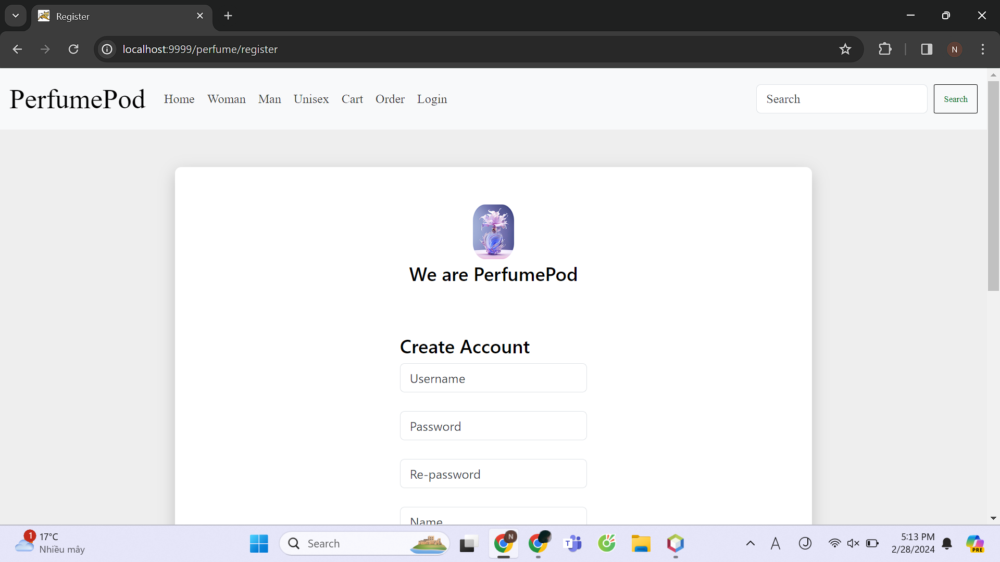 Register
localhost:9999/perfume/register
N
PerfumePod Home Woman Man Unisex Cart Order Login Search Search
We are PerfumePod
Create Account
Username
Password
Re-password
Name
1
17°C
Nhiều mây
Search
N
T
A
J
5:13 PM
2/28/2024
PRE